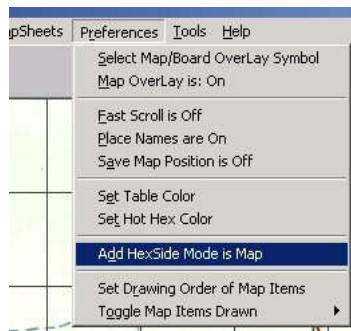 pSheets Preferences Tools Help
Select Map/Board OverLay Symbol
Map OverLay is: On
Fast Scroll is Off
Place Names are On
Save Map Position is Off
Set Table Color
Set Hot Hex Color
Add HexSide Mode is Map
Set Drawing Order of Map Items
Toggle Map Items Drawn